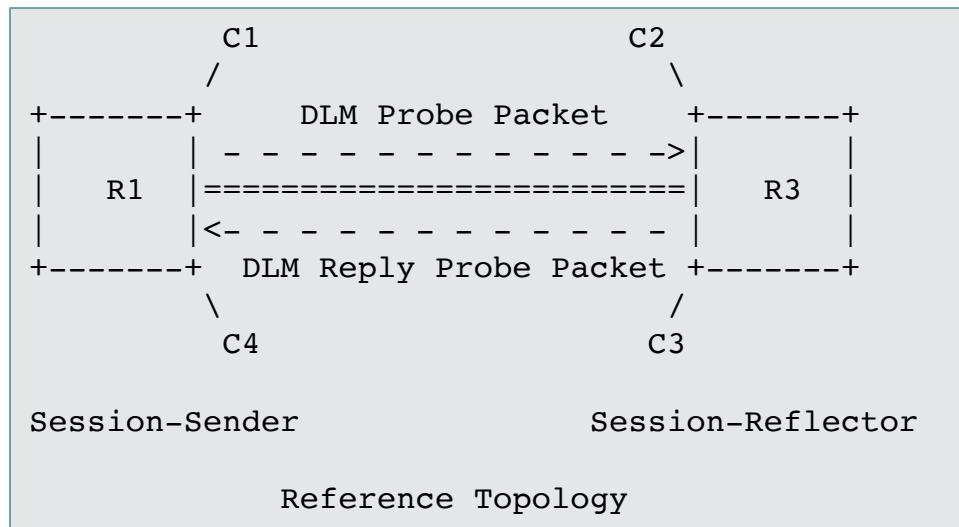 C1 C2
DLM Probe Packet
R1 R3
DLM Reply Probe Packet
C4 C3
Session-Sender Session-Reflector
Reference Topology